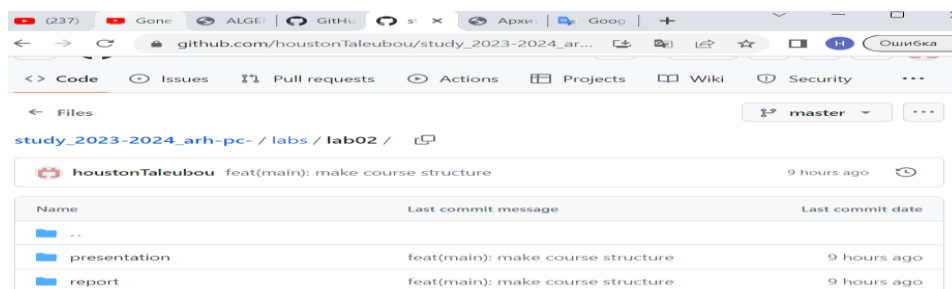 (237) Gone ALGE GitHu st Архи Goog
github.com/houstonTaleubou/study_2023-2024_ar... H Ошибка
<> Code Issues Pull requests Actions Projects Wiki Security ...
← Files master ...
study_2023-2024_arh-pc- / labs / lab02 /
houstonTaleubou feat(main): make course structure 9 hours ago
Name Last commit message Last commit date
..
presentation feat(main): make course structure 9 hours ago
report feat(main): make course structure 9 hours ago